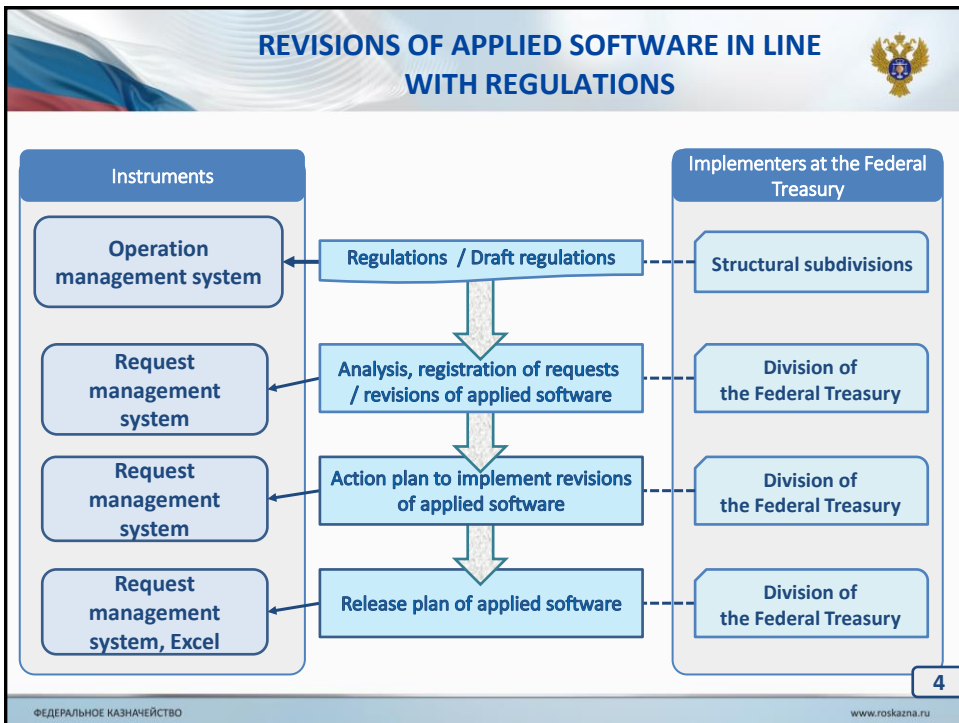 REVISIONS OF APPLIED SOFTWARE IN LINE
WITH REGULATIONS
Instruments
Implementers at the Federal
Treasury
Operation
management system
Regulations / Draft regulations
Structural subdivisions
Request
management
system
Analysis, registration of requests
/ revisions of applied software
Division of
the Federal Treasury
Request
management
system
Action plan to implement revisions
of applied software
Division of
the Federal Treasury
Request
management
system, Excel
Release plan of applied software
Division of
the Federal Treasury
4
ФЕДЕРАЛЬНОЕ КАЗНАЧЕЙСТВО
www.roskazna.ru